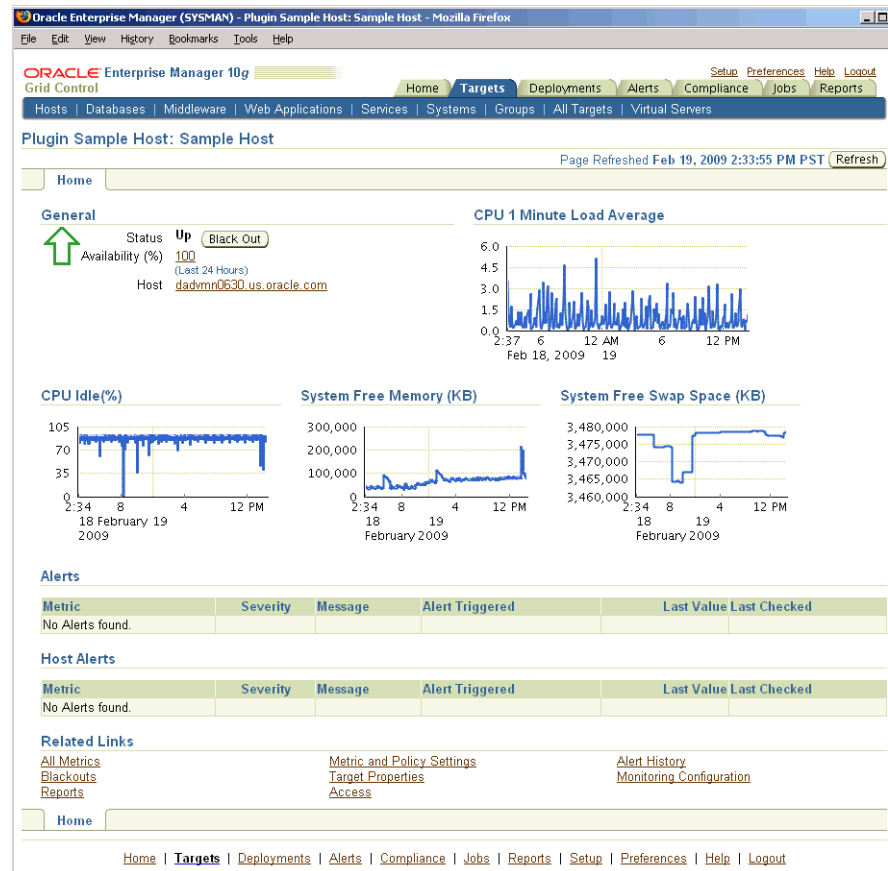 Oracle Enterprise Manager (SYSMAN) - Plugin Sample Host: Sample Host - Mozilla Firefox
File Edit View History Bookmarks Tools Help
ORACLE Enterprise Manager 10g
Grid Control
Setup Preferences Help Logout
Home Targets Deployments Alerts Compliance Jobs Reports
Hosts | Databases | Middleware | Web Applications | Services | Systems | Groups | All Targets | Virtual Servers
Plugin Sample Host: Sample Host
Page Refreshed Feb 19, 2009 2:33:55 PM PST Refresh
Home
General
Status Up Black Out
Availability (%) 100
(Last 24 Hours)
Host dadvmn0630.us.oracle.com
CPU 1 Minute Load Average
6.0
4.5
3.0
1.5
0.0
2:37 6 12 AM 6 12 PM
Feb 18, 2009 19
CPU Idle(%)
105
70
35
0
2:34 8 4 12 PM
18 February 19
2009
System Free Memory (KB)
300,000
200,000
100,000
0
2:34 8 4 12 PM
18 19
February 2009
System Free Swap Space (KB)
3,480,000
3,475,000
3,470,000
3,465,000
3,460,000
2:34 8 4 12 PM
18 19
February 2009
Alerts
Metric Severity Message Alert Triggered Last Value Last Checked
No Alerts found.
Host Alerts
Metric Severity Message Alert Triggered Last Value Last Checked
No Alerts found.
Related Links
All Metrics Metric and Policy Settings Alert History
Blackouts Target Properties Monitoring Configuration
Reports Access
Home
Home | Targets | Deployments | Alerts | Compliance | Jobs | Reports | Setup | Preferences | Help | Logout